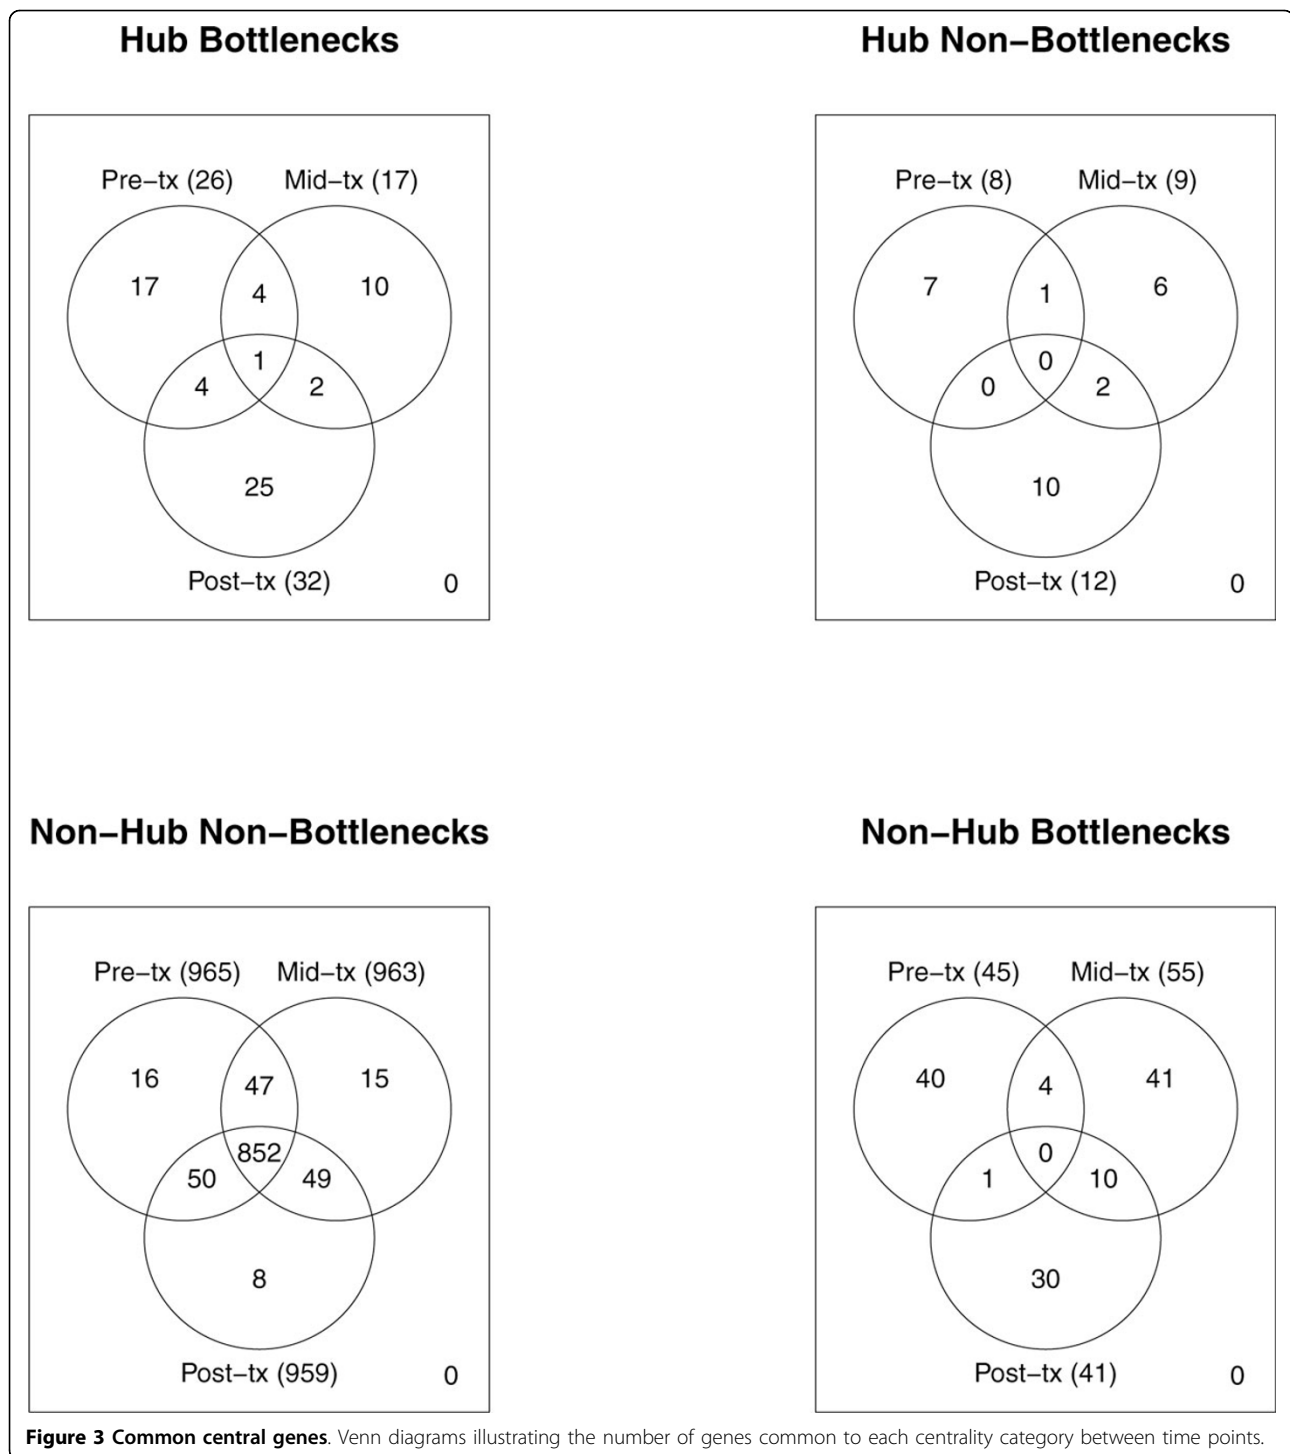 Hub Bottlenecks
Pre−tx (26) Mid−tx (17)
17 4 10
1
4 2
25
Post−tx (32) 0
Hub Non−Bottlenecks
Pre−tx (8) Mid−tx (9)
7 1 6
0
0 2
10
Post−tx (12) 0
Non−Hub Non−Bottlenecks
Pre−tx (965) Mid−tx (963)
16 47 15
852
50 49
8
Post−tx (959) 0
Non−Hub Bottlenecks
Pre−tx (45) Mid−tx (55)
40 4 41
0
1 10
30
Post−tx (41) 0
Figure 3 Common central genes. Venn diagrams illustrating the number of genes common to each centrality category between time points.